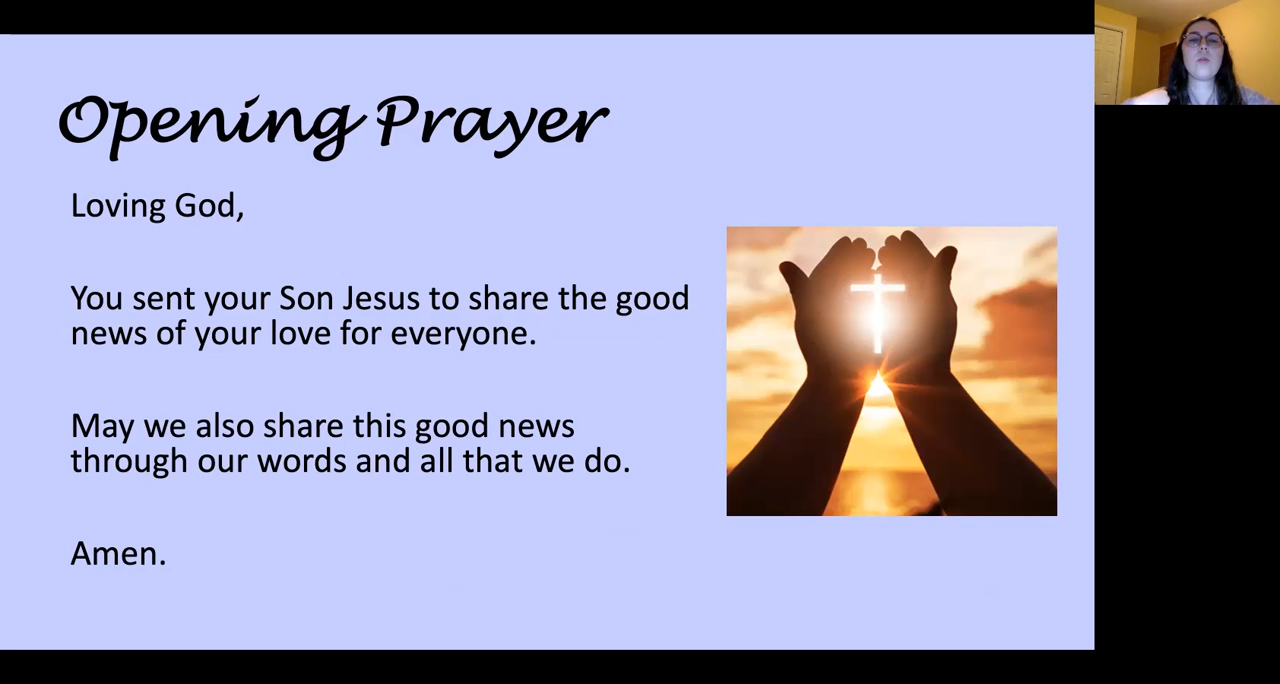 Opening Prayer
Loving God,
You sent your Son Jesus to share the good
news of your love for everyone.
May we also share this good news
through our words and all that we do.
Amen.